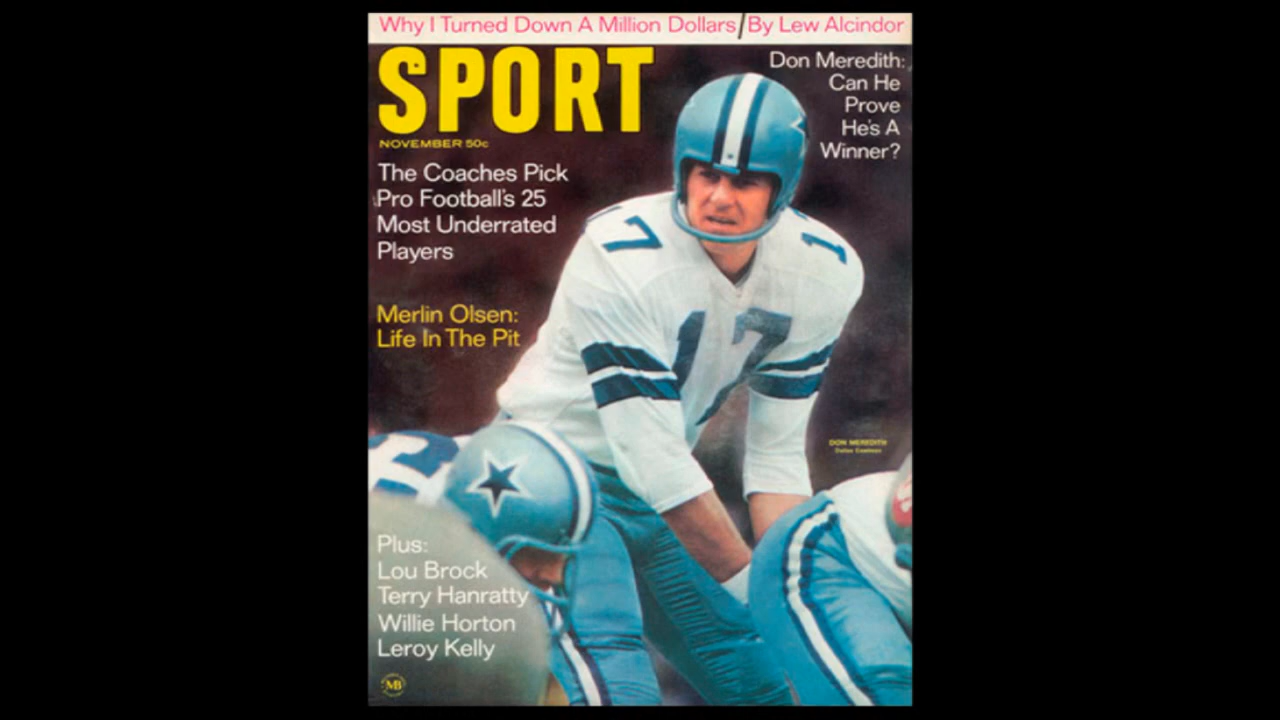 Why I Turned Down A Million Dollars/By Lew Alcindor
SPORT
NOVEMBER 50c
Don Meredith:
Can He
Prove
He's A
Winner?
The Coaches Pick
Pro Football's 25
Most Underrated
Players
Merlin Olsen:
Life In The Pit
17
17
17
DON MEREDITH
Dallas Cowboys
Plus:
Lou Brock
Terry Hanratty
Willie Horton
Leroy Kelly
MB